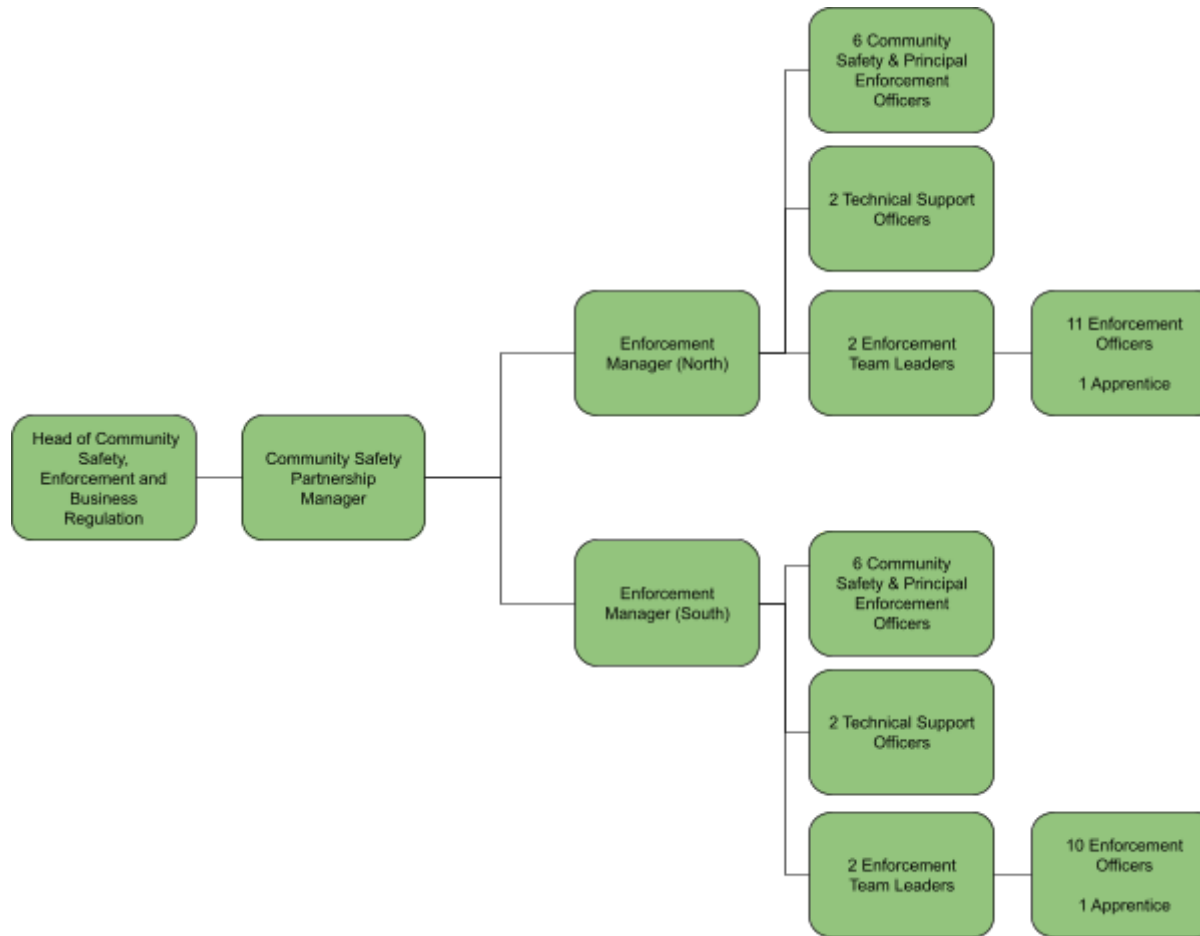 Head of Community
Safety,
Enforcement and
Business
Regulation
Community Safety
Partnership
Manager
Enforcement
Manager (North)
6 Community
Safety & Principal
Enforcement
Officers
2 Technical Support
Officers
2 Enforcement
Team Leaders
11 Enforcement
Officers
1 Apprentice
Enforcement
Manager (South)
6 Community
Safety & Principal
Enforcement
Officers
2 Technical Support
Officers
2 Enforcement
Team Leaders
10 Enforcement
Officers
1 Apprentice